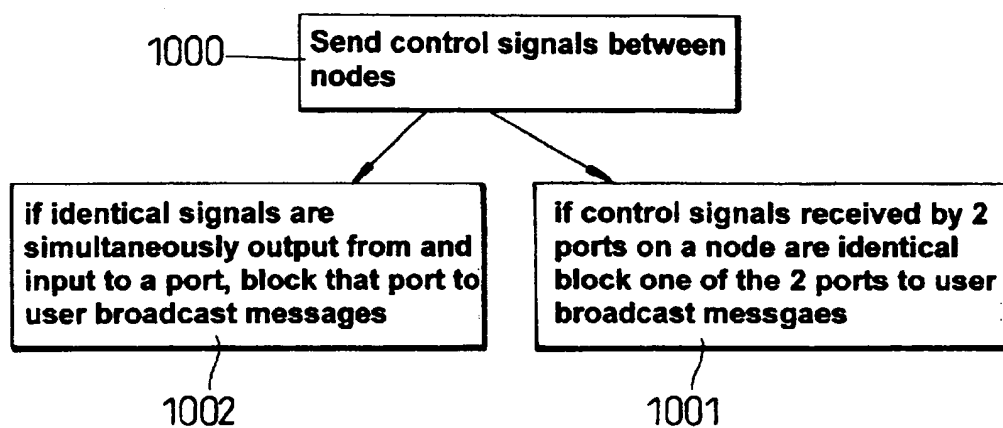 1000
Send control signals between
nodes
if identical signals are
simultaneously output from and
input to a port, block that port to
user broadcast messages
if control signals received by 2
ports on a node are identical
block one of the 2 ports to user
broadcast messgaes
1002
1001